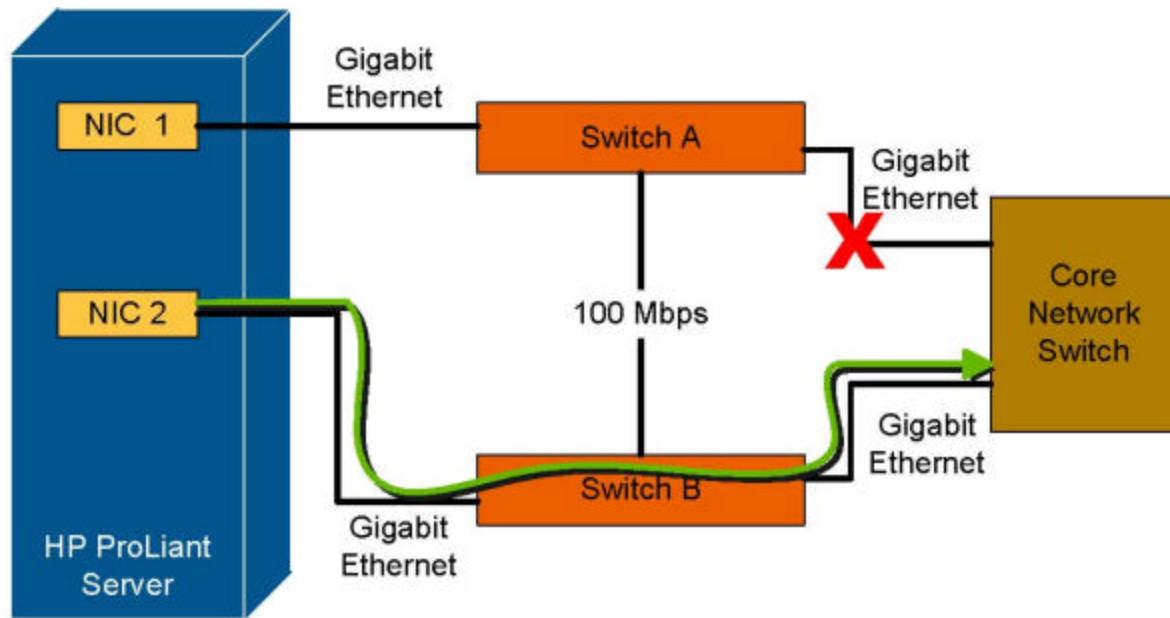 Gigabit
Ethernet
NIC 1
Switch A
Gigabit
Ethernet
NIC 2
100 Mbps
Core
Network
Switch
Gigabit
Ethernet
Switch B
Gigabit
Ethernet
HP ProLiant
Server